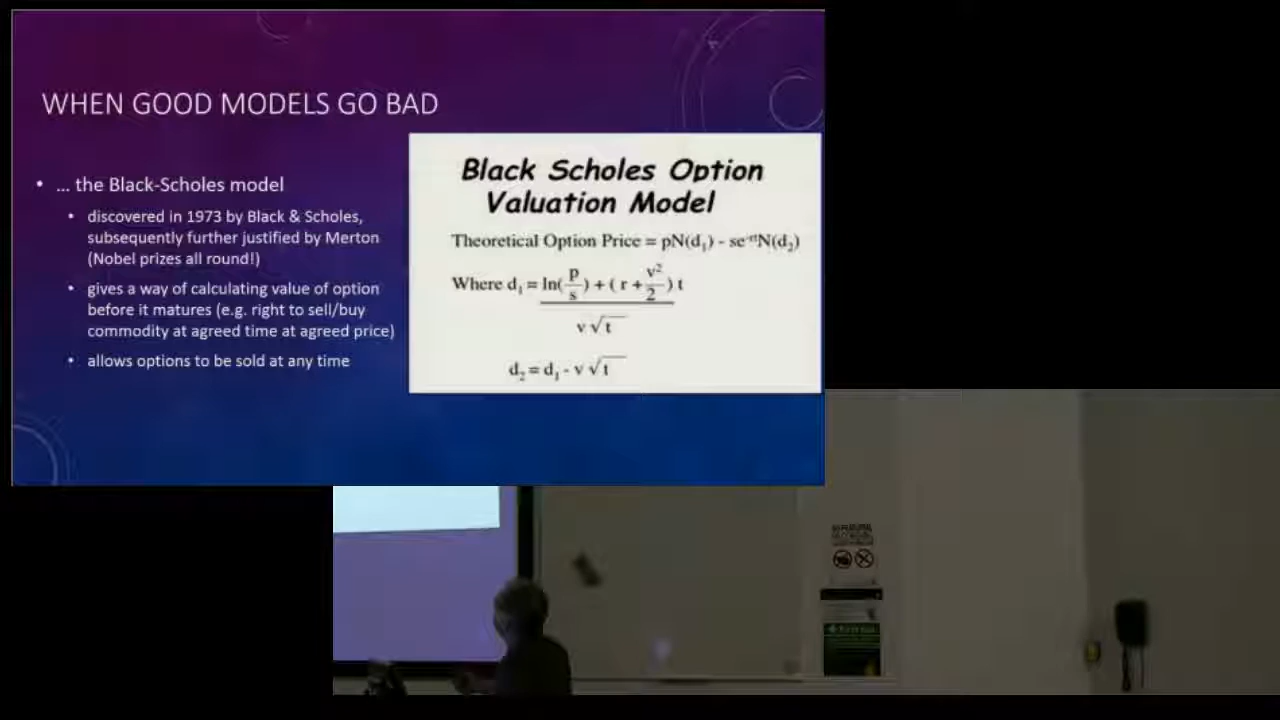 WHEN GOOD MODELS GO BAD
• ... the Black-Scholes model
• discovered in 1973 by Black & Scholes,
subsequently further justified by Merton
(Nobel prizes all round!)
• gives a way of calculating value of option
before it matures (e.g. right to sell/buy
commodity at agreed time at agreed price)
• allows options to be sold at any time
Black Scholes Option
Valuation Model
Theoretical Option Price = pN(d₁) - se⁻ʳᵗN(d₂)
Where d₁ = ln(p/s) + ( r + v²/2 ) t
v √t
d₂ = d₁ - v √t